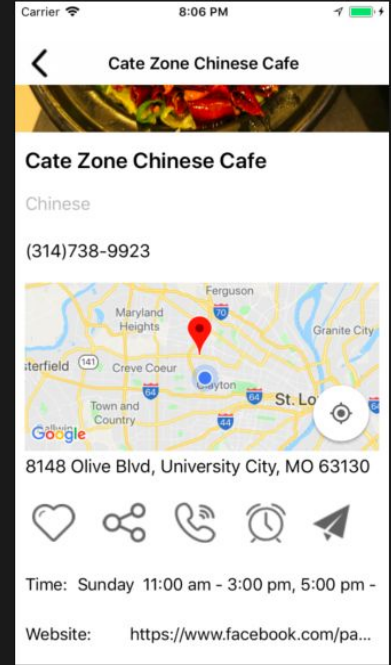 Carrier 8:06 PM
Cate Zone Chinese Cafe
Cate Zone Chinese Cafe
Chinese
(314)738-9923
Ferguson
Maryland
Heights
70
Granite City
sterfield 141 Creve Coeur
Clayton
64
64
St. Lo
Town and
Country
44
Ballwin
Google
8148 Olive Blvd, University City, MO 63130
Time: Sunday 11:00 am - 3:00 pm, 5:00 pm -
Website: https://www.facebook.com/pa...